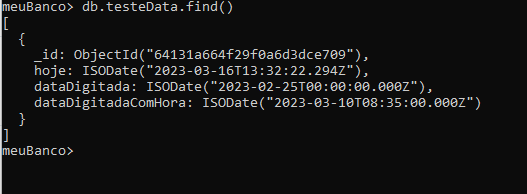 meuBanco> db.testeData.find()
[
  {
    _id: ObjectId("64131a664f29f0a6d3dce709"),
    hoje: ISODate("2023-03-16T13:32:22.294Z"),
    dataDigitada: ISODate("2023-02-25T00:00:00.000Z"),
    dataDigitadaComHora: ISODate("2023-03-10T08:35:00.000Z")
  }
]
meuBanco>